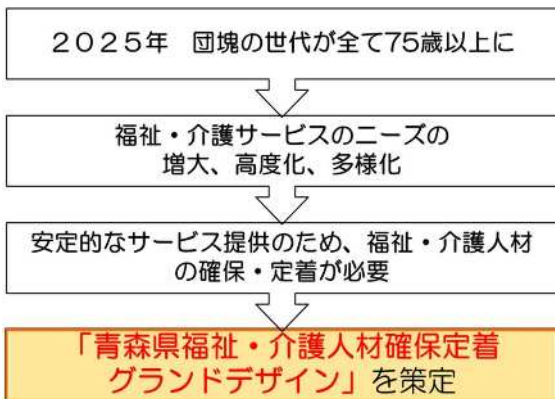 ２０２５年　団塊の世代が全て75歳以上に
福祉・介護サービスのニーズの
増大、高度化、多様化
安定的なサービス提供のため、福祉・介護人材
の確保・定着が必要
「青森県福祉・介護人材確保定着
グランドデザイン」を策定